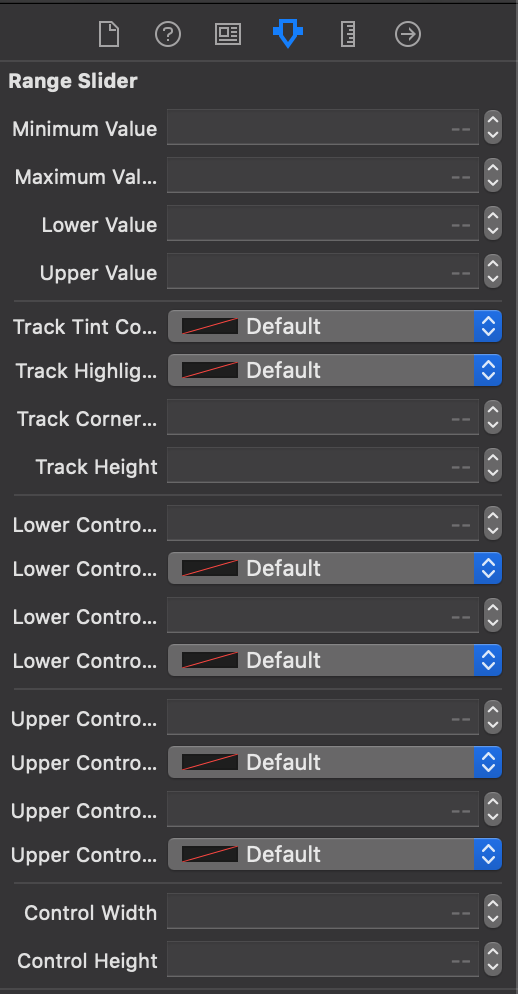 Range Slider
Minimum Value --
Maximum Val... --
Lower Value --
Upper Value --
Track Tint Co... Default
Track Highlig... Default
Track Corner... --
Track Height --
Lower Contro... --
Lower Contro... Default
Lower Contro... --
Lower Contro... Default
Upper Contro... --
Upper Contro... Default
Upper Contro... --
Upper Contro... Default
Control Width --
Control Height --